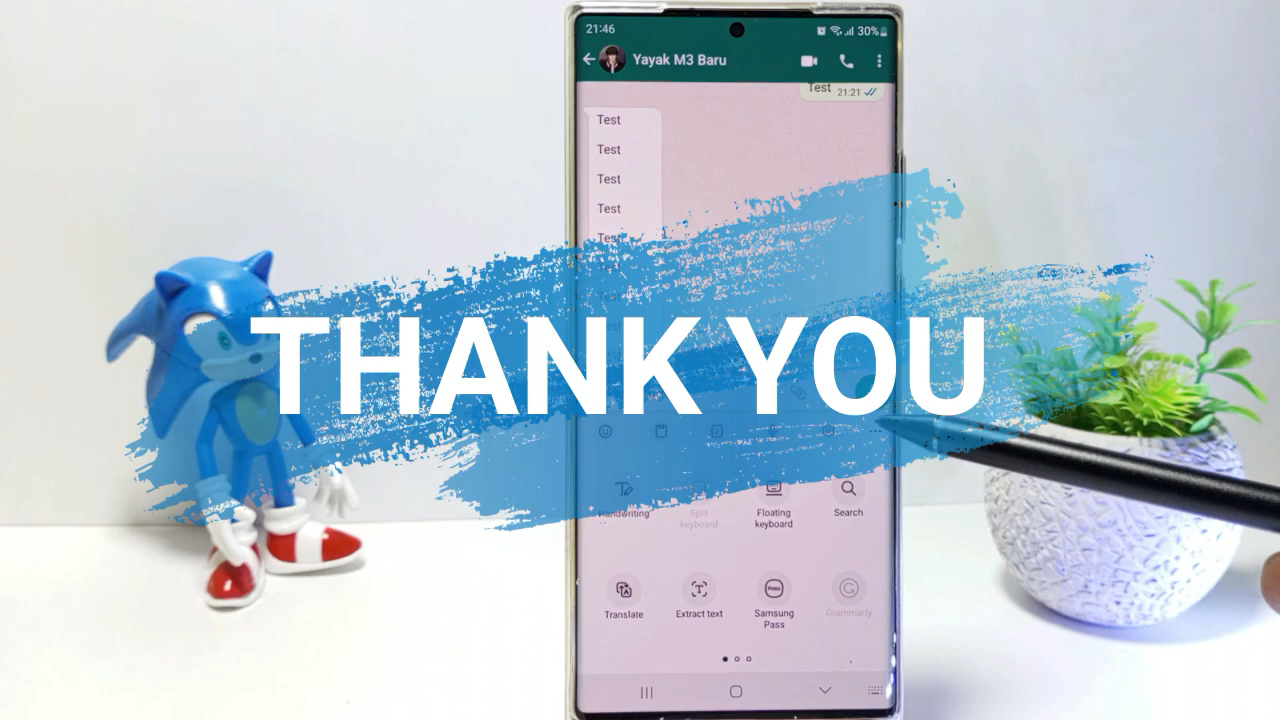 21:46
30%
Yayak M3 Baru
Test 21:21
Test
Test
Test
Test
Test
THANK YOU
Handwriting
Split keyboard
Floating keyboard
Search
Translate
Extract text
Samsung Pass
Grammarly